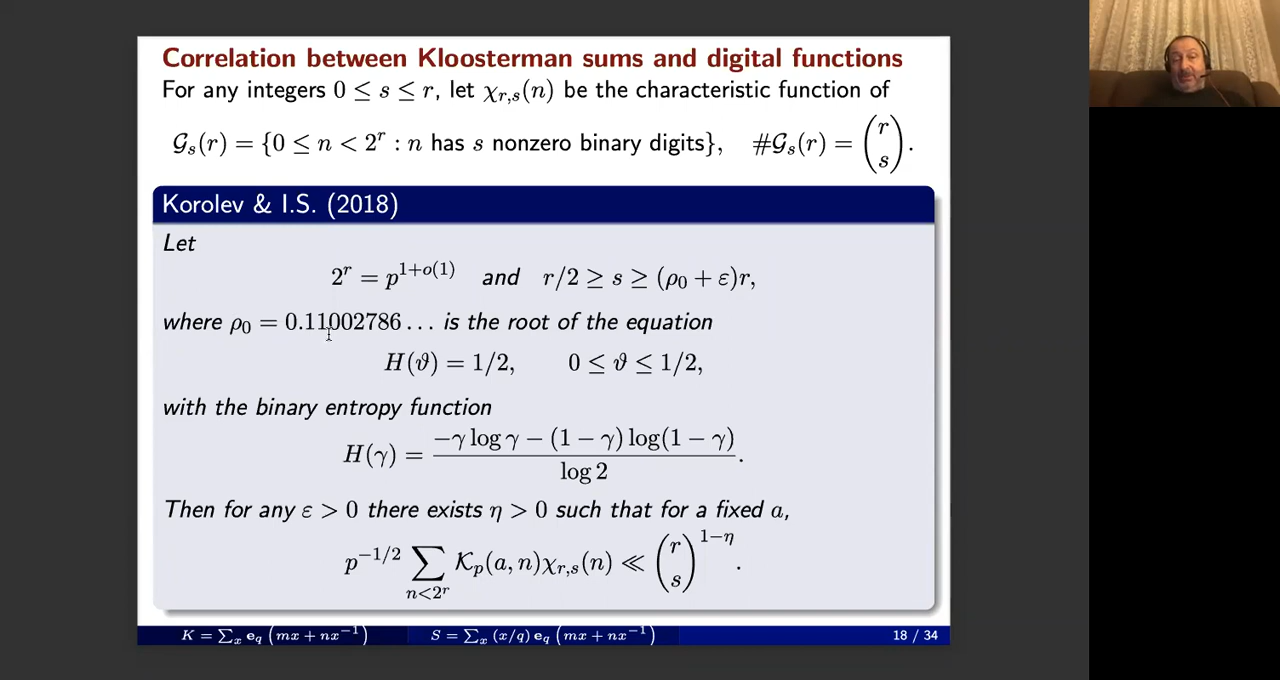 Correlation between Kloosterman sums and digital functions
For any integers 0 ≤ s ≤ r, let χ_{r,s}(n) be the characteristic function of
𝒢_s(r) = {0 ≤ n < 2^r : n has s nonzero binary digits}, #𝒢_s(r) = \binom{r}{s}.
Korolev & I.S. (2018)
Let
2^r = p^{1+o(1)} and r/2 ≥ s ≥ (ρ_0 + ε)r,
where ρ_0 = 0.11002786... is the root of the equation
H(ϑ) = 1/2, 0 ≤ ϑ ≤ 1/2,
with the binary entropy function
H(γ) = \frac{−γ log γ − (1 − γ) log(1 − γ)}{log 2}.
Then for any ε > 0 there exists η > 0 such that for a fixed a,
p^{−1/2} \sum_{n<2^r} 𝒦_p(a, n)χ_{r,s}(n) ≪ \binom{r}{s}^{1−η}.
K = ∑_x e_q (mx + nx^{−1}) S = ∑_x (x/q) e_q (mx + nx^{−1}) 18 / 34